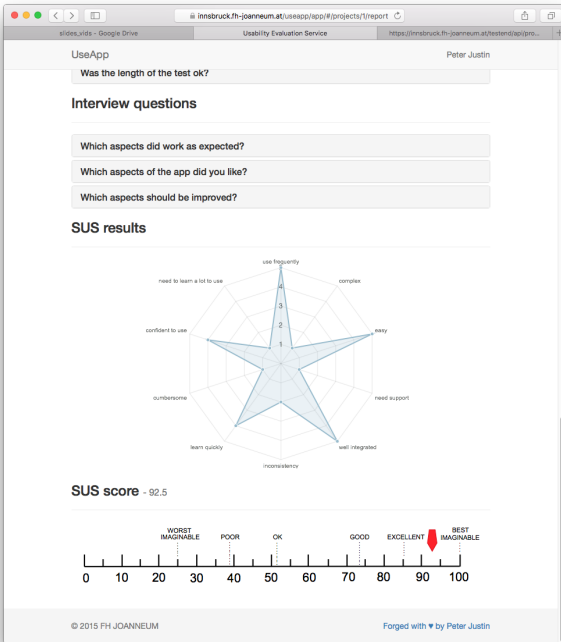 innsbruck.fh-joanneum.at/useapp/app/#/projects/1/report
slides_vids - Google Drive
Usability Evaluation Service
https://innsbruck.fh-joanneum.at/testend/api/pro...
UseApp
Peter Justin
Was the length of the test ok?
Interview questions
Which aspects did work as expected?
Which aspects of the app did you like?
Which aspects should be improved?
SUS results
use frequently
need to learn a lot to use
complex
4
3
confident to use
easy
2
1
cumbersome
need support
learn quickly
well integrated
inconsistency
SUS score - 92.5
WORST IMAGINABLE
POOR
OK
GOOD
EXCELLENT
BEST IMAGINABLE
0 10 20 30 40 50 60 70 80 90 100
© 2015 FH JOANNEUM
Forged with ♥ by Peter Justin